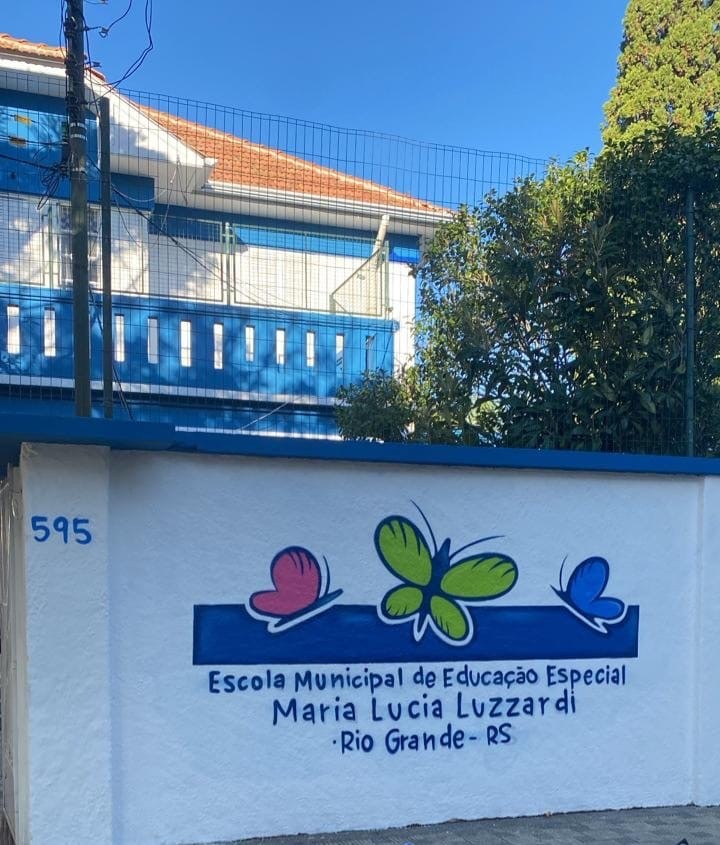 595
Escola Municipal de Educação Especial
Maria Lucia Luzzardi
·Rio Grande - RS